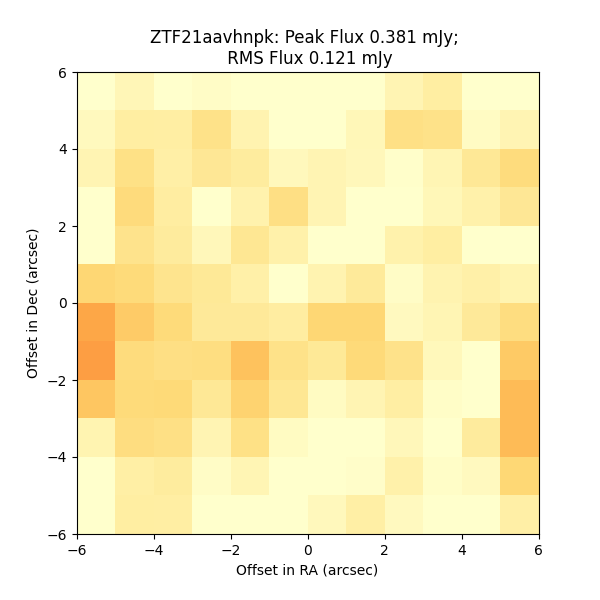 ZTF21aavhnpk: Peak Flux 0.381 mJy;
RMS Flux 0.121 mJy
6
4
2
0
−2
−4
−6
Offset in Dec (arcsec)
−6 −4 −2 0 2 4 6
Offset in RA (arcsec)